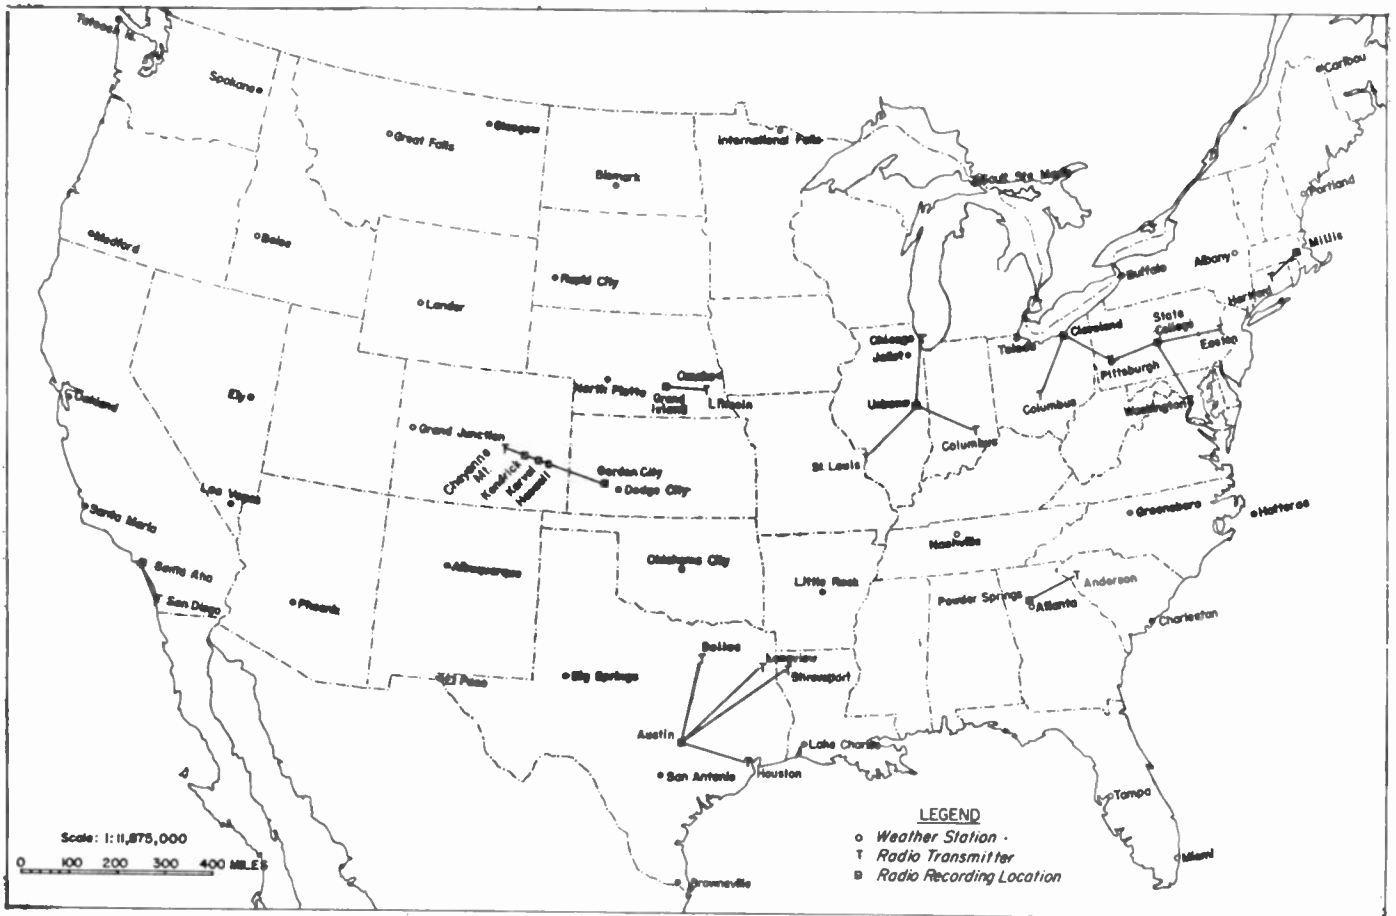 Tatoosh Is.
Spokane
Glasgow
Great Falls
International Falls
Caribou
Bismark
Sault Ste Marie
Portland
Medford
Boise
Millis
Albany
Buffalo
Rapid City
Lander
Hartford
State
College
Cleveland
Chicago
Toledo
Easton
Joliet
Pittsburgh
Omaha
North Platte
Grand
Island
Lincoln
Ely
Oakland
Urbana
Columbus
Washington
Grand Junction
Columbus
St. Louis
Cheyenne
Mt.
Kendrick
Karval
Haswell
Garden City
Dodge City
Las Vegas
Santa Maria
Greensboro
Hatteras
Nashville
Santa Ana
Albuquerque
Oklahoma City
Little Rock
Anderson
Powder Springs
Atlanta
San Diego
Phoenix
Charleston
Dallas
Longview
Shreveport
El Paso
Big Springs
Austin
Lake Charles
San Antonio
Houston
Tampa
Miami
Brownsville
Scale: 1:11,875,000
0 100 200 300 400 MILES
LEGEND
Weather Station
T Radio Transmitter
Radio Recording Location